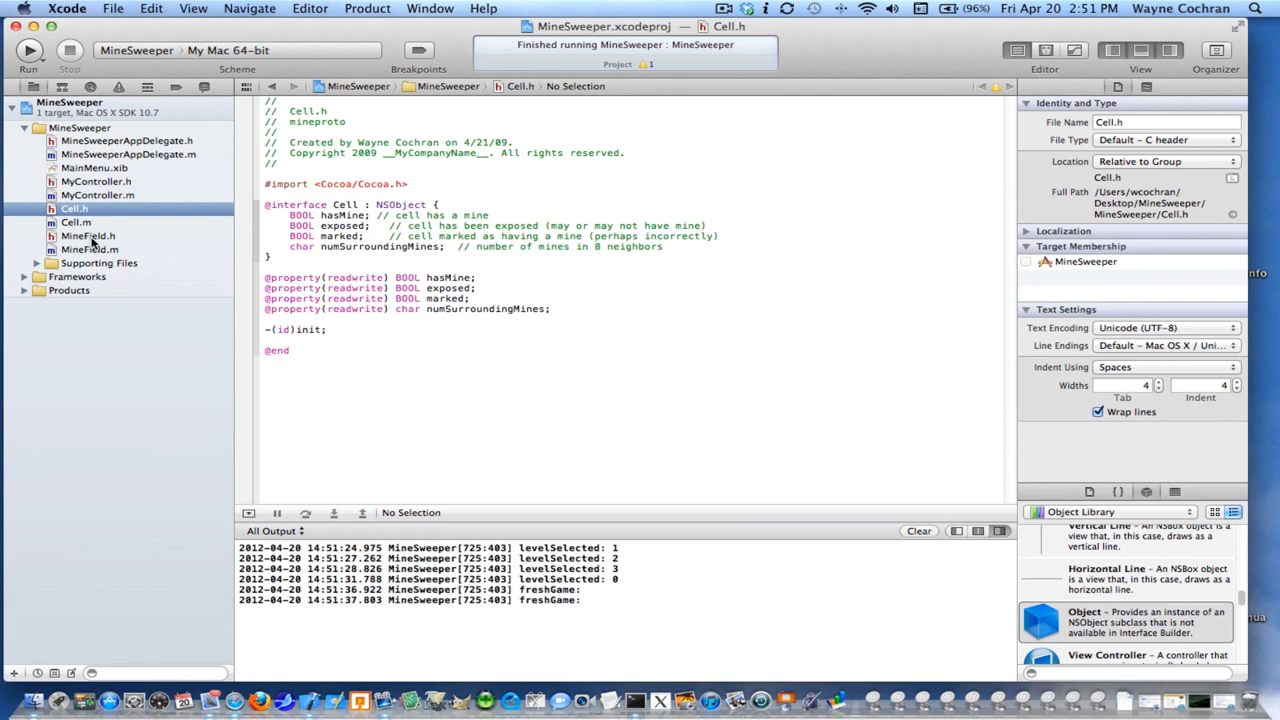 Xcode File Edit View Navigate Editor Product Window Help (96%) Fri Apr 20 2:51 PM Wayne Cochran
MineSweeper.xcodeproj — Cell.h
Run Stop MineSweeper My Mac 64-bit Scheme Breakpoints
Finished running MineSweeper : MineSweeper
Project 1
Editor View Organizer
MineSweeper
1 target, Mac OS X SDK 10.7
MineSweeper
MineSweeperAppDelegate.h
MineSweeperAppDelegate.m
MainMenu.xib
MyController.h
MyController.m
Cell.h
Cell.m
MineField.h
MineField.m
Supporting Files
Frameworks
Products
MineSweeper MineSweeper Cell.h No Selection
//
// Cell.h
// mineproto
//
// Created by Wayne Cochran on 4/21/09.
// Copyright 2009 __MyCompanyName__. All rights reserved.
//
#import <Cocoa/Cocoa.h>
@interface Cell : NSObject {
BOOL hasMine; // cell has a mine
BOOL exposed; // cell has been exposed (may or may not have mine)
BOOL marked; // cell marked as having a mine (perhaps incorrectly)
char numSurroundingMines; // number of mines in 8 neighbors
}
@property(readwrite) BOOL hasMine;
@property(readwrite) BOOL exposed;
@property(readwrite) BOOL marked;
@property(readwrite) char numSurroundingMines;
-(id)init;
@end
No Selection
All Output Clear
2012-04-20 14:51:24.975 MineSweeper[725:403] levelSelected: 1
2012-04-20 14:51:27.262 MineSweeper[725:403] levelSelected: 2
2012-04-20 14:51:28.826 MineSweeper[725:403] levelSelected: 3
2012-04-20 14:51:31.788 MineSweeper[725:403] levelSelected: 0
2012-04-20 14:51:36.922 MineSweeper[725:403] freshGame:
2012-04-20 14:51:37.803 MineSweeper[725:403] freshGame:
Identity and Type
File Name Cell.h
File Type Default - C header
Location Relative to Group
Cell.h
Full Path /Users/wcochran/
Desktop/MineSweeper/
MineSweeper/Cell.h
Localization
Target Membership
MineSweeper
Text Settings
Text Encoding Unicode (UTF-8)
Line Endings Default - Mac OS X / Uni...
Indent Using Spaces
Widths 4 4
Tab Indent
Wrap lines
Object Library
Vertical Line - An NSBox object is
a view that, in this case, draws as a
vertical line.
Horizontal Line - An NSBox object
is a view that, in this case, draws as a
horizontal line.
Object - Provides an instance of an
NSObject subclass that is not
available in Interface Builder.
View Controller - A controller that
nfo
nua
20